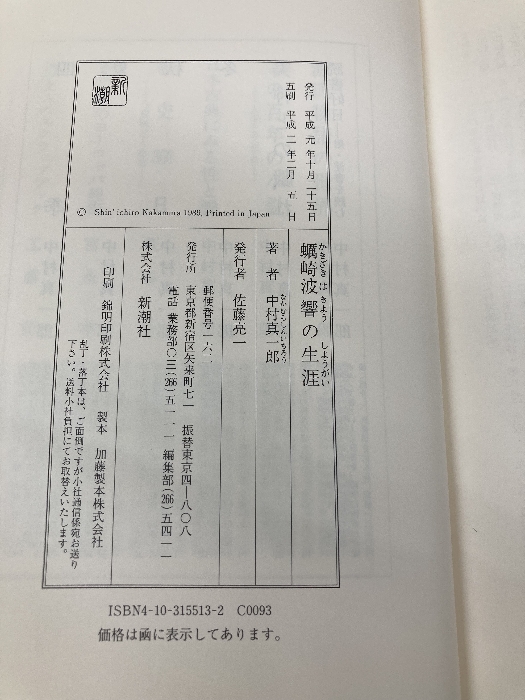 発行 平成 元年十月二十五日
五刷 平成 二年二月 五日
蠣崎波響の生涯
かきざき は きょう しょうがい
著者 中村真一郎
なかむらしんいちろう
発行者 佐藤亮一
発行所
郵便番号一六二
東京都新宿区矢来町七一 振替東京四―八〇八
電話 業務部〇三(266)五一一一 編集部(266)五四一一
株式会社 新潮社
印刷 錦明印刷株式会社 製本 加藤製本株式会社
乱丁・落丁本は、ご面倒ですが小社通信係宛お送り
下さい。送料小社負担にてお取替えいたします。
新潮
© Shin'ichiro Nakamura 1989, Printed in Japan
ISBN4-10-315513-2 C0093
価格は函に表示してあります。